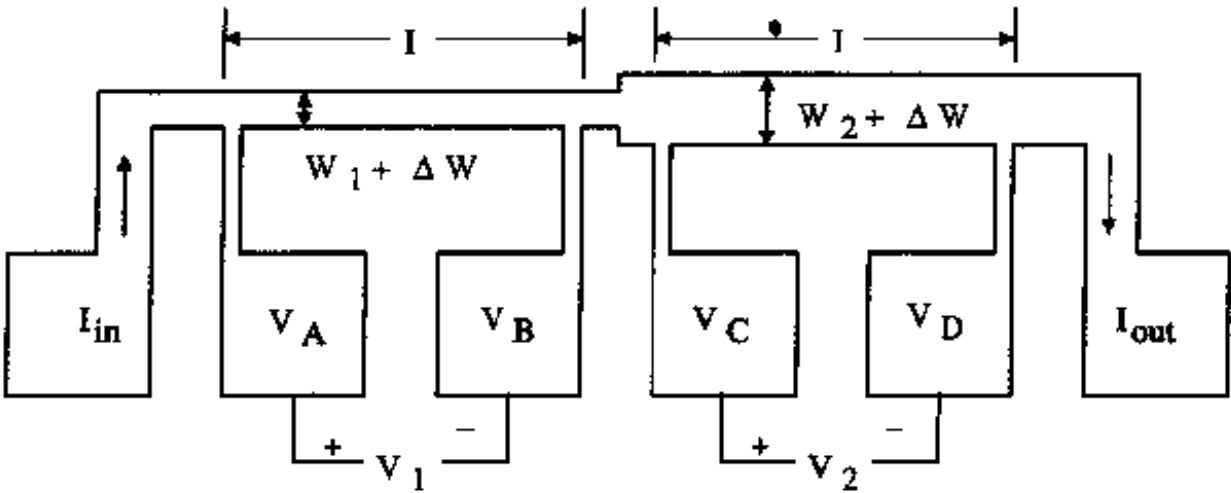 I I
W 2 + Δ W
W 1 + Δ W
I in V A V B V C V D I out
+ − + −
V 1 V 2